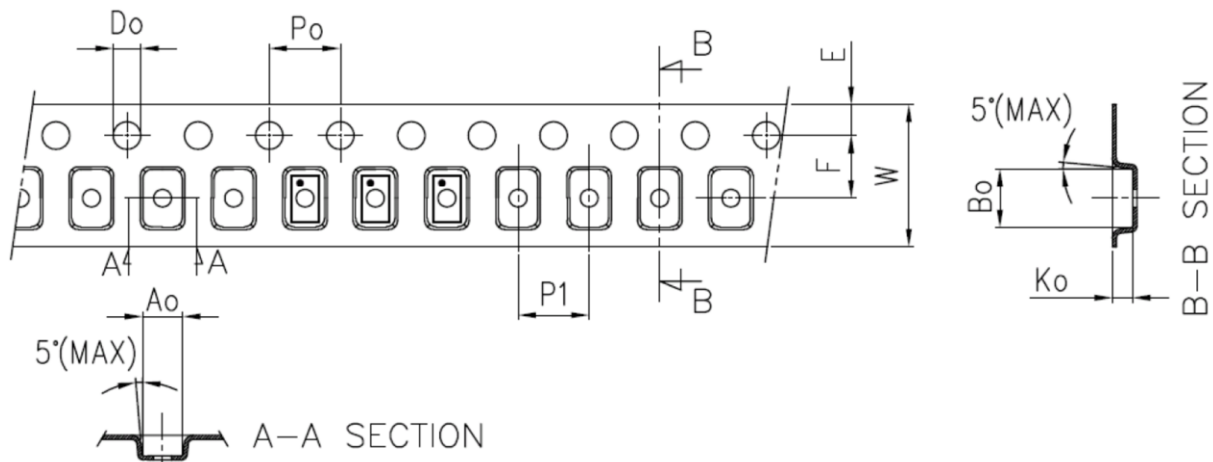 Do
Po
B
E
5°(MAX)
F
W
Bo
B-B SECTION
A
A
Ko
P1
B
Ao
5°(MAX)
A-A SECTION